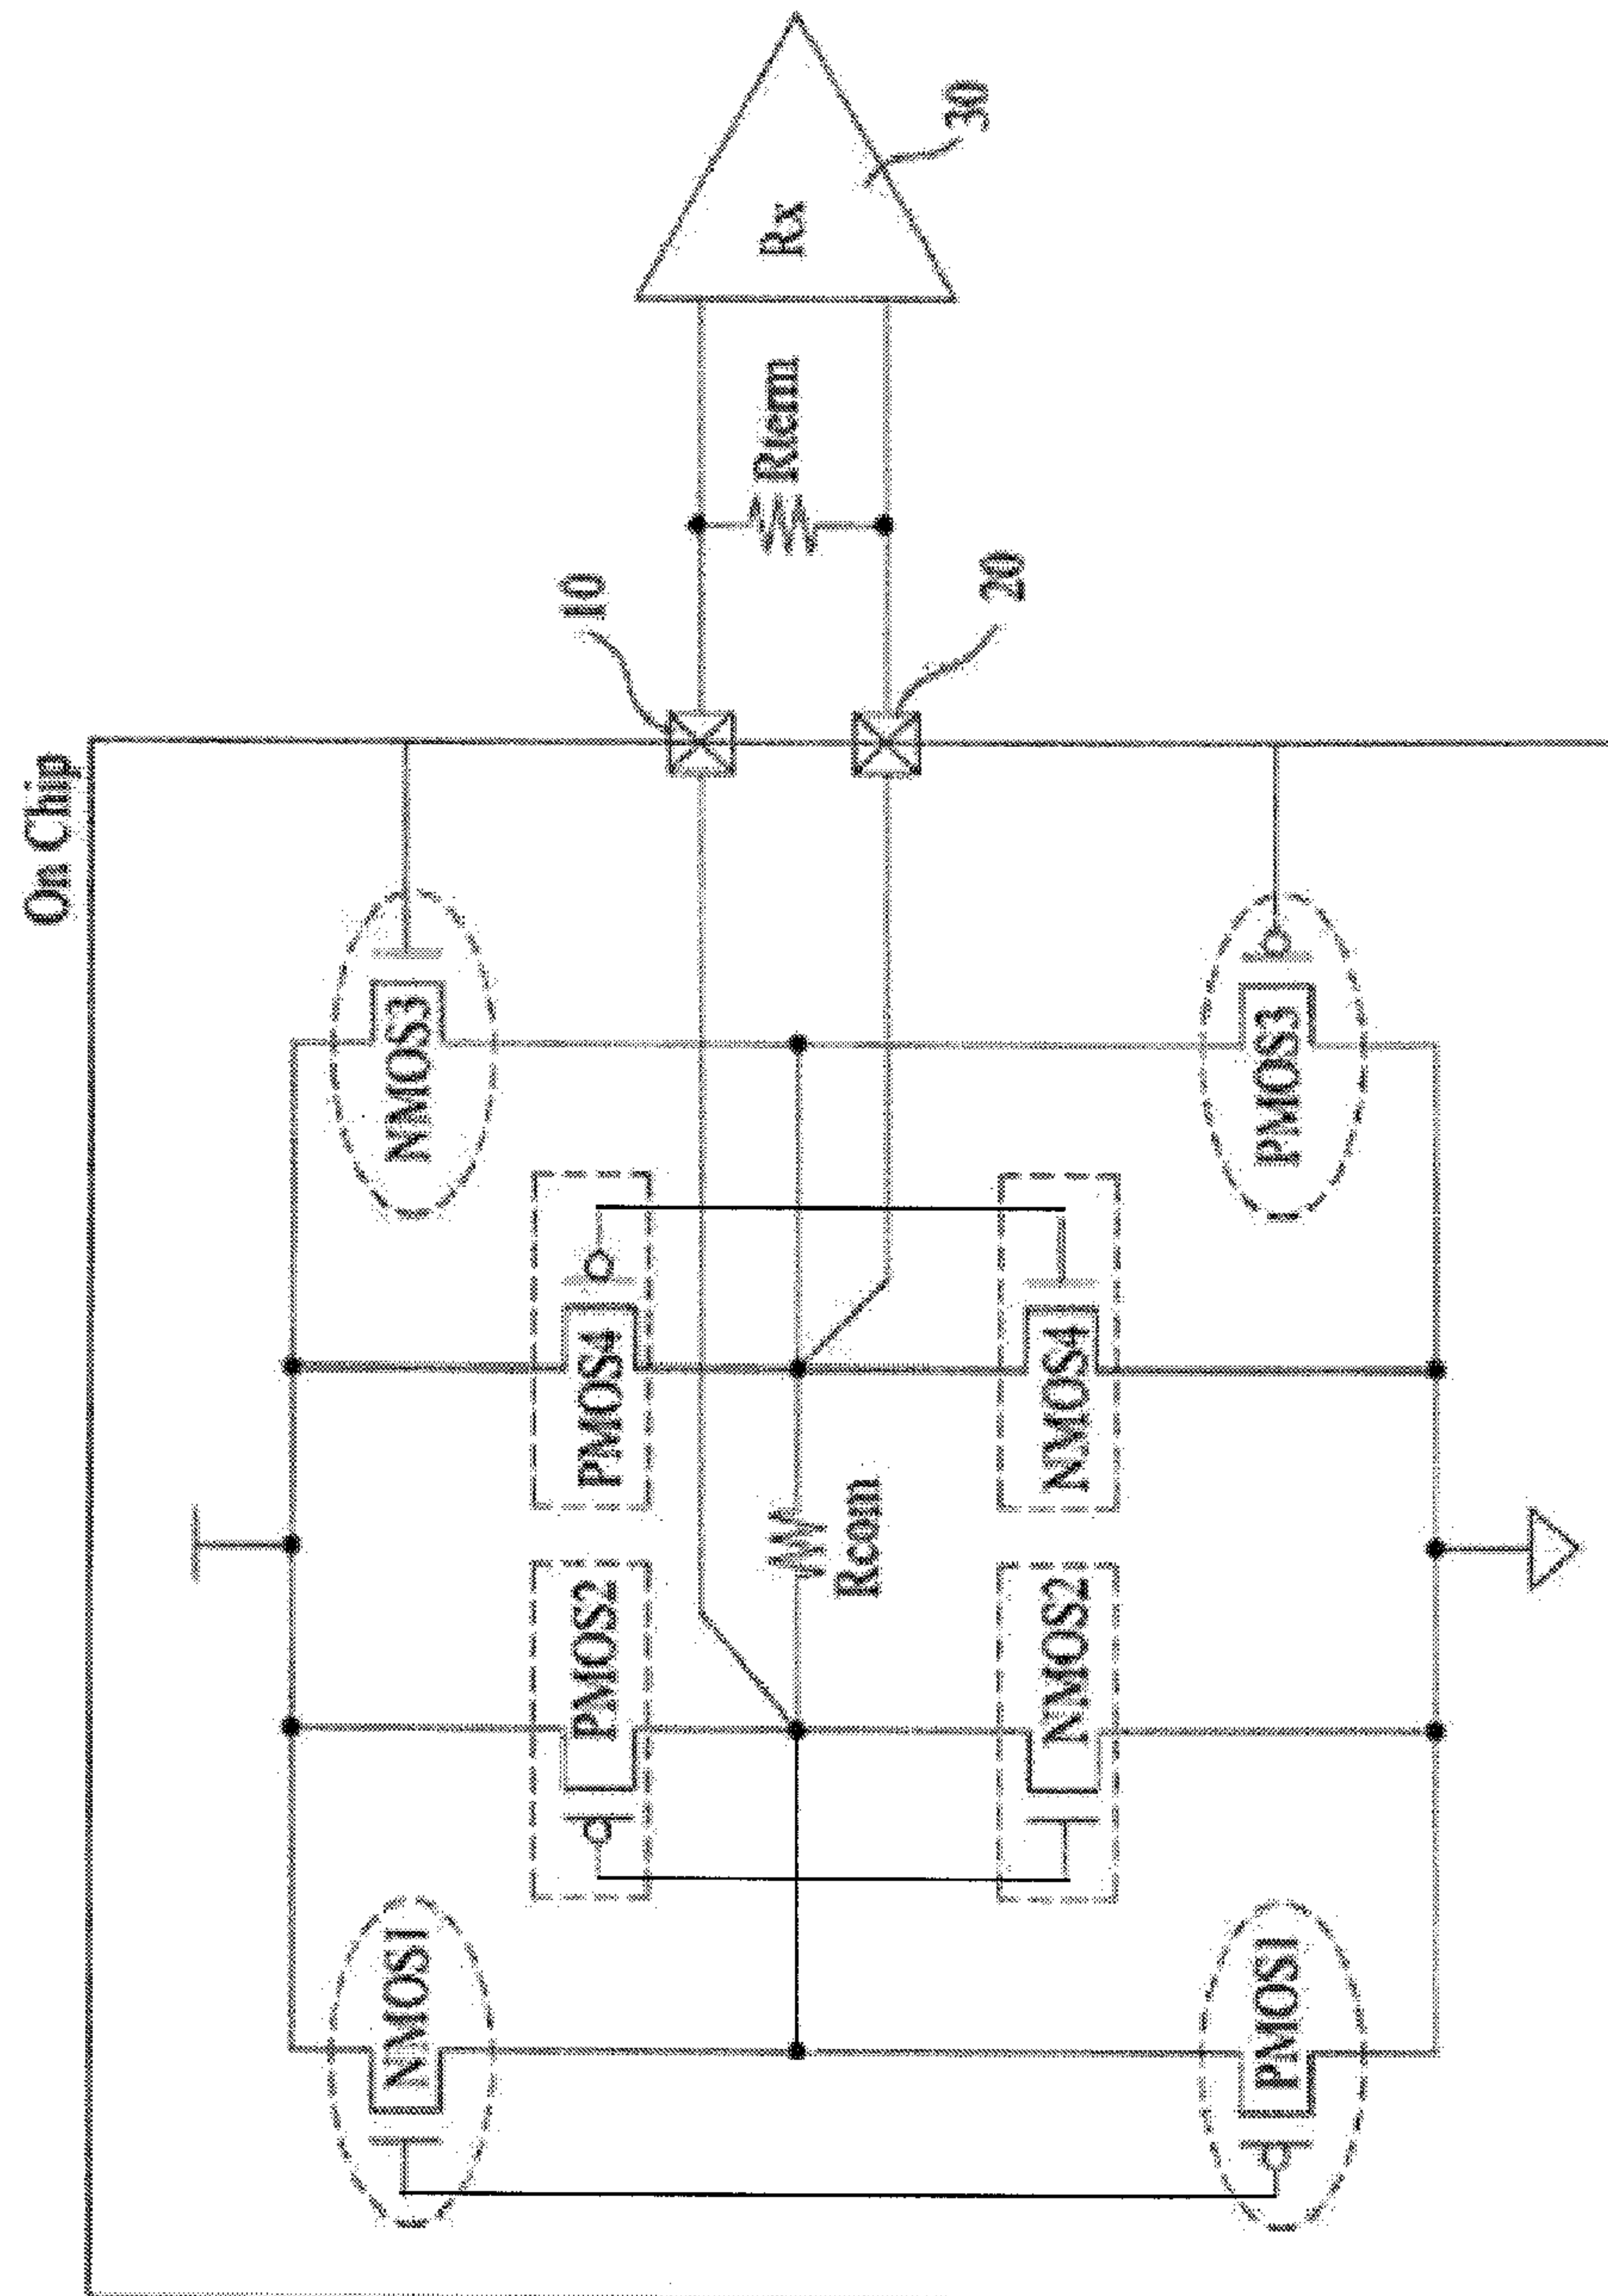 On Chip
NMOS1
PMOS2
PMOS4
NMOS3
10
Rterm
Rx
30
20
Rcom
NMOS2
NMOS4
PMOS1
PMOS3